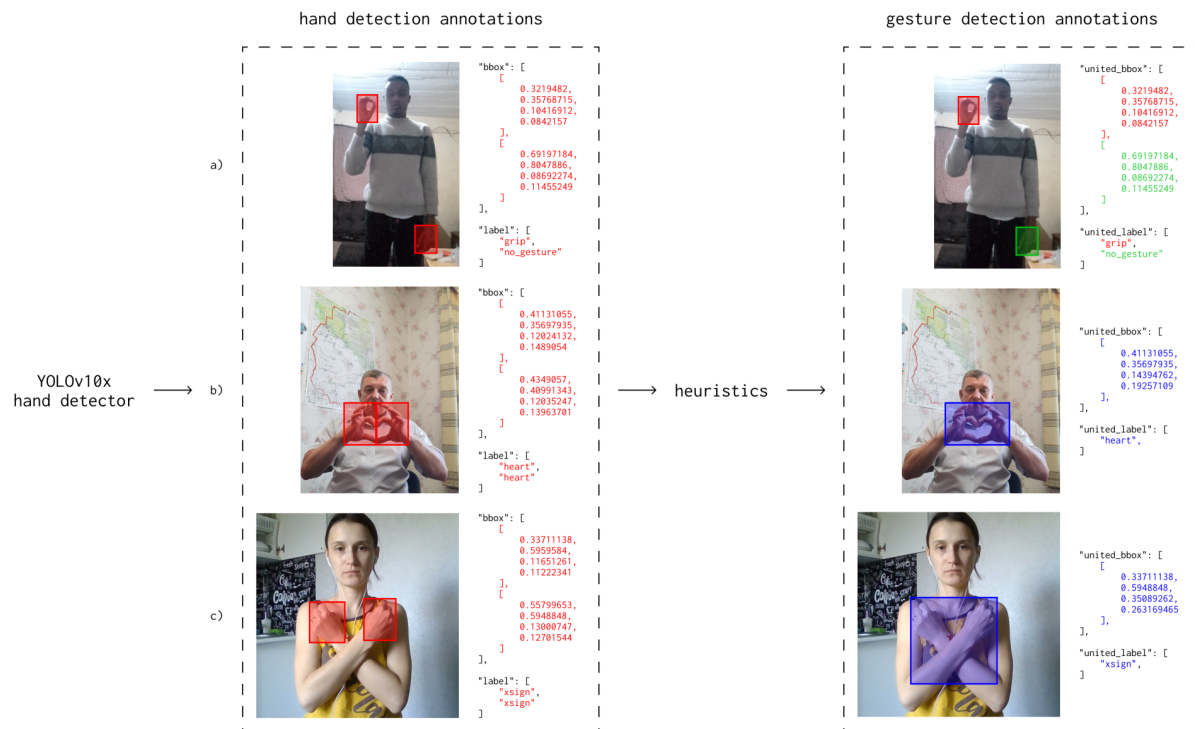 hand detection annotations
gesture detection annotations
YOLOv10x
hand detector
heuristics
a)
"bbox": [
[
0.3219482,
0.35768715,
0.10416912,
0.0842157
],
[
0.69197184,
0.8047886,
0.08692274,
0.11455249
]
],
"label": [
"grip",
"no_gesture"
]
"united_bbox": [
[
0.3219482,
0.35768715,
0.10416912,
0.0842157
],
[
0.69197184,
0.8047886,
0.08692274,
0.11455249
]
],
"united_label": [
"grip",
"no_gesture"
]
b)
"bbox": [
[
0.41131055,
0.35697935,
0.12024132,
0.1489054
],
[
0.4349057,
0.40991343,
0.12035247,
0.13963701
]
],
"label": [
"heart",
"heart"
]
"united_bbox": [
[
0.41131055,
0.35697935,
0.14394762,
0.19257109
],
],
"united_label": [
"heart",
]
c)
"bbox": [
[
0.33711138,
0.5959584,
0.11651261,
0.11222341
],
[
0.55799653,
0.5948848,
0.13000747,
0.12701544
]
],
"label": [
"xsign",
"xsign"
]
"united_bbox": [
[
0.33711138,
0.5948848,
0.35089262,
0.263169465
],
],
"united_label": [
"xsign",
]